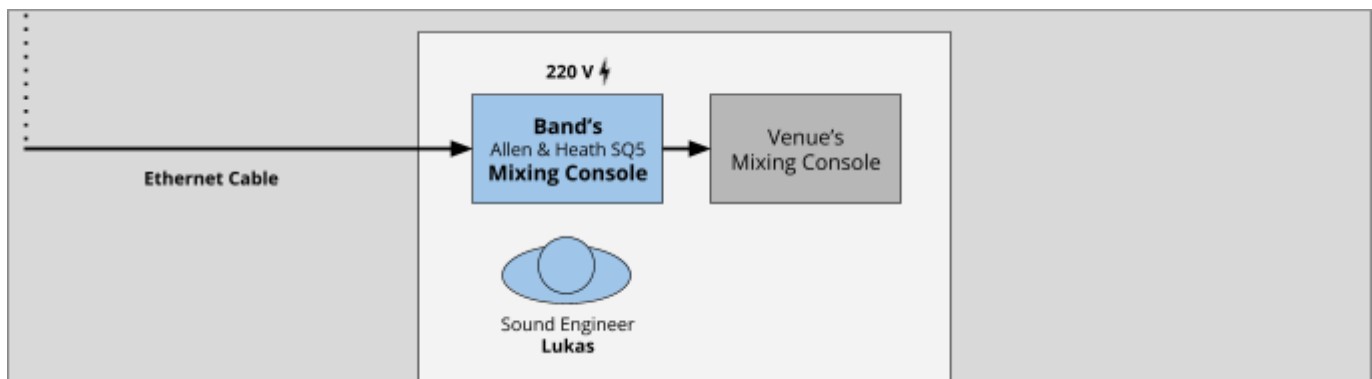 220 V
Band's
Allen & Heath SQ5
Mixing Console
Venue's
Mixing Console
Ethernet Cable
Sound Engineer
Lukas